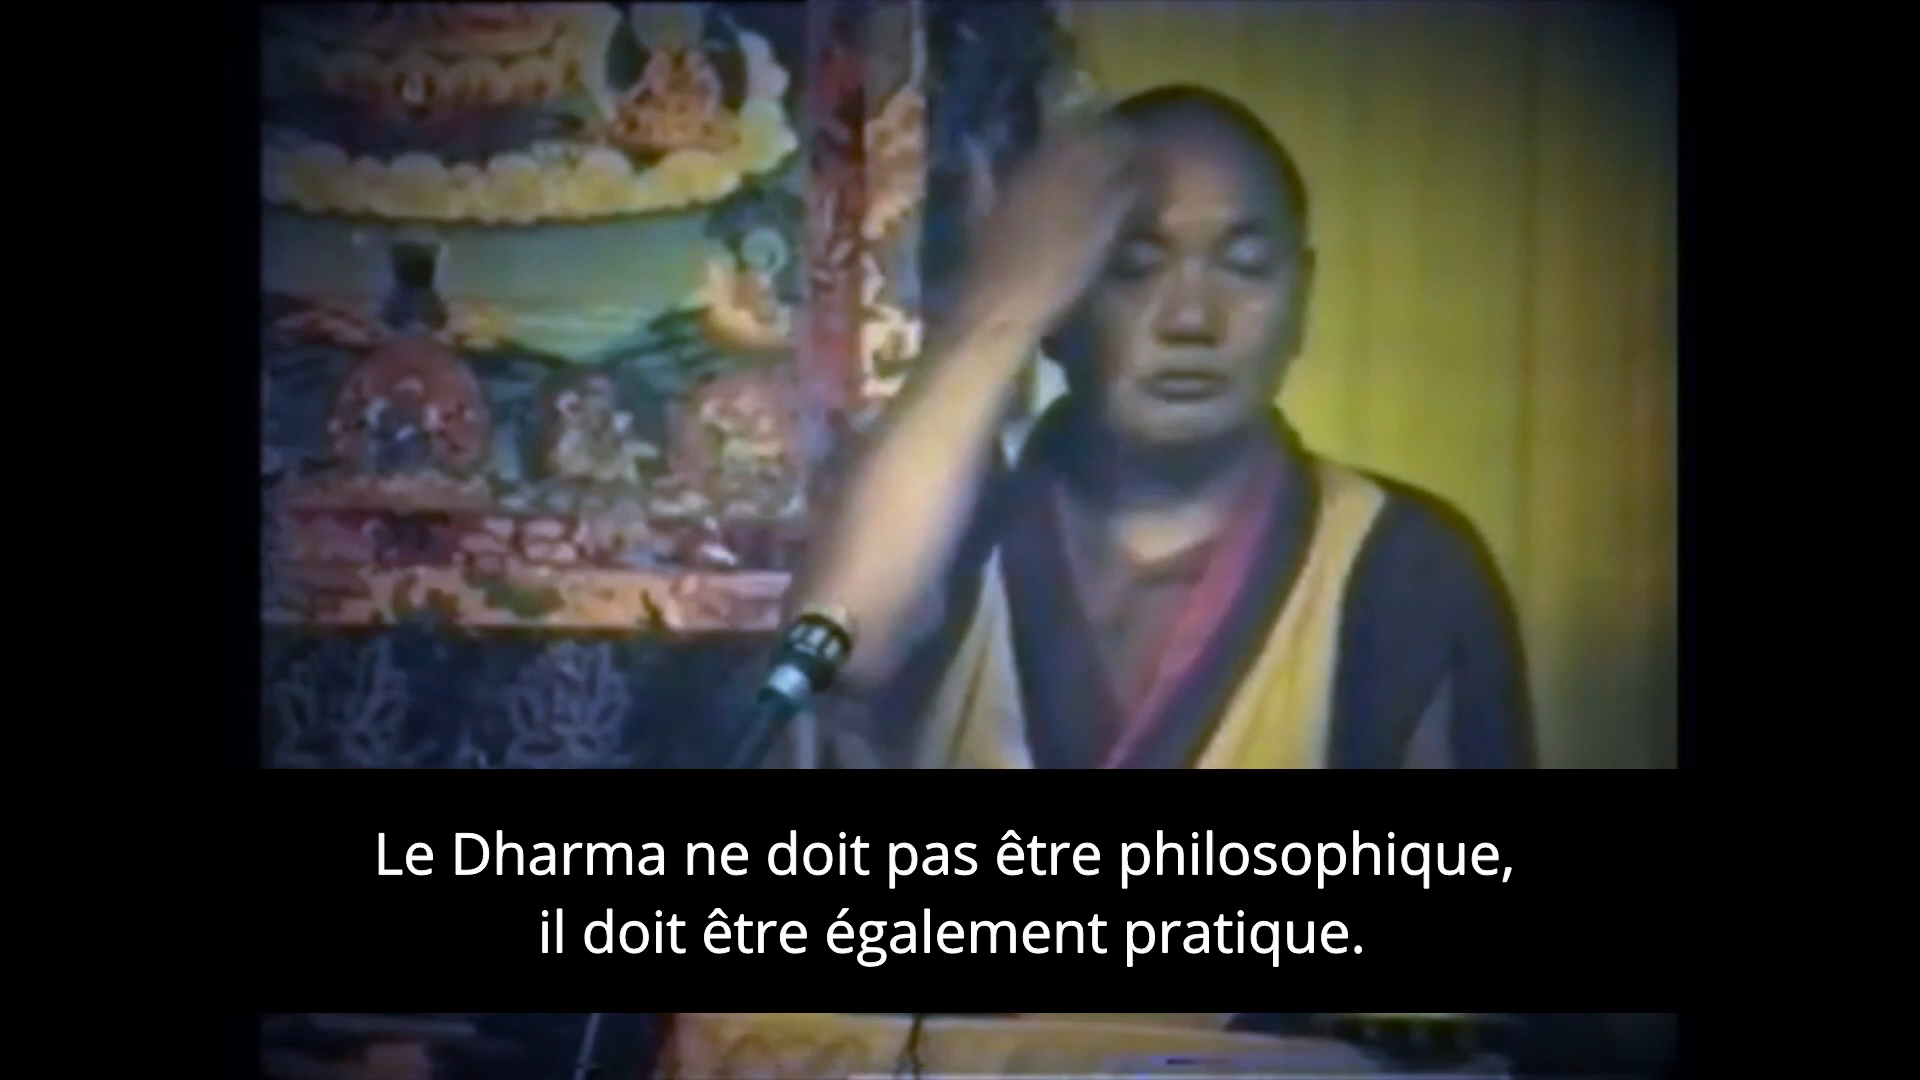 Le Dharma ne doit pas être philosophique,
il doit être également pratique.